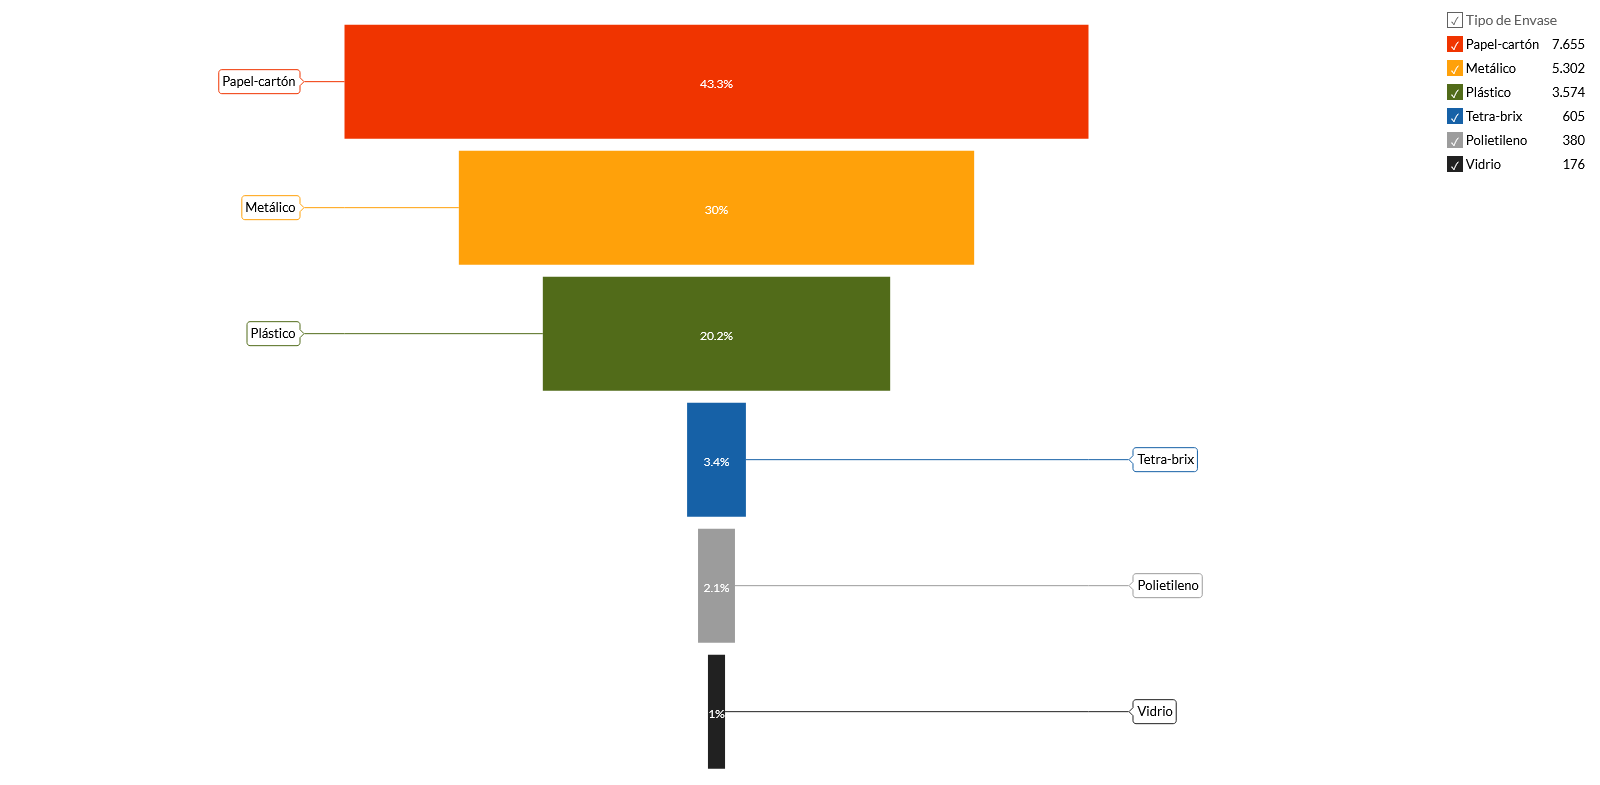 Papel-cartón
43.3%
Metálico
30%
Plástico
20.2%
3.4%
Tetra-brix
2.1%
Polietileno
1%
Vidrio
Tipo de Envase
Papel-cartón 7.655
Metálico 5.302
Plástico 3.574
Tetra-brix 605
Polietileno 380
Vidrio 176